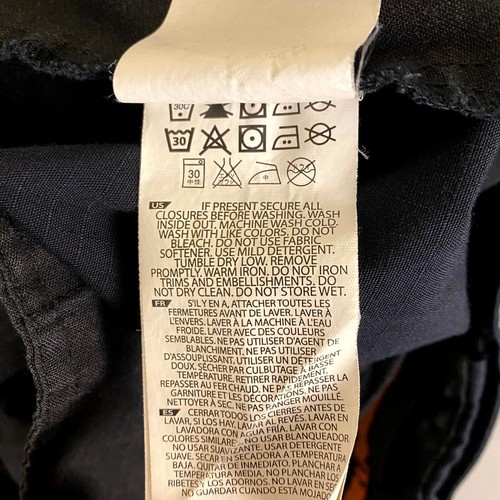 30C
30
30
中性
US IF PRESENT SECURE ALL
CLOSURES BEFORE WASHING. WASH
INSIDE OUT. MACHINE WASH COLD.
WASH WITH LIKE COLORS. DO NOT
BLEACH. DO NOT USE FABRIC
SOFTENER. USE MILD DETERGENT.
TUMBLE DRY LOW. REMOVE
PROMPTLY. WARM IRON. DO NOT IRON
TRIMS AND EMBELLISHMENTS. DO
NOT DRY CLEAN. DO NOT STORE WET.
FR S'IL Y EN A, ATTACHER TOUTES LES
FERMETURES AVANT DE LAVER. LAVER À
L'ENVERS. LAVER À LA MACHINE À L'EAU
FROIDE. LAVER AVEC DES COULEURS
SEMBLABLES. NE PAS UTILISER D'AGENT DE
BLANCHIMENT. NE PAS UTILISER
D'ASSOUPLISSANT. UTILISER UN DÉTERGENT
DOUX. SÉCHER PAR CULBUTAGE À BASSE
TEMPÉRATURE. RETIRER RAPIDEMENT.
REPASSER AU FER CHAUD. NE PAS REPASSER LA
GARNITURE ET LES DÉCORATIONS. NE PAS
NETTOYER À SEC. NE PAS RANGER MOUILLÉ.
ES CERRAR TODOS LOS CIERRES ANTES DE
LAVAR, SI LOS HAY. LAVAR AL REVÉS. LAVAR EN
LAVADORA CON AGUA FRÍA. LAVAR CON
COLORES SIMILARES. NO USAR BLANQUEADOR.
NO USAR SUAVIZANTE. USAR DETERGENTE
SUAVE. SECAR EN SECADORA A TEMPERATURA
BAJA. QUITAR DE INMEDIATO. PLANCHAR A
TEMPERATURA MEDIA. NO PLANCHAR LOS
RIBETES Y LOS ADORNOS. NO LAVAR EN SECO.
NO GUARDAR CUANDO ESTÁ MOJADO